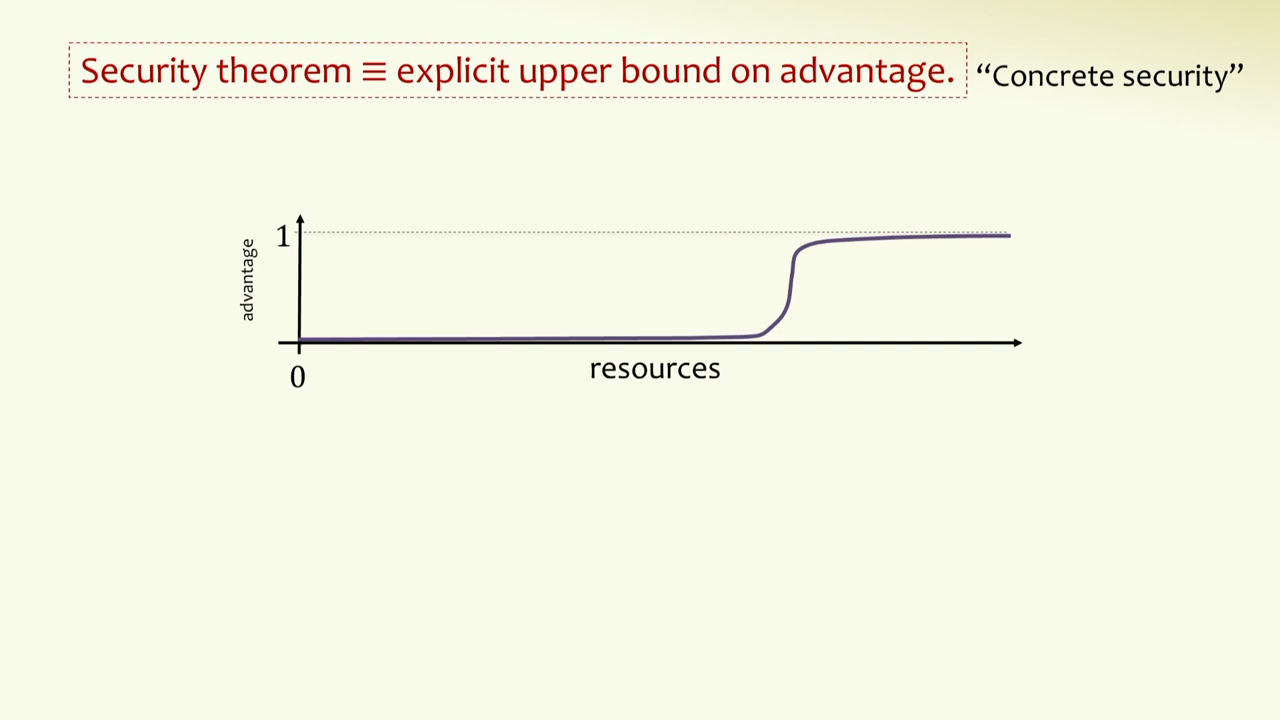 Security theorem ≡ explicit upper bound on advantage.
“Concrete security”
1
advantage
resources
0